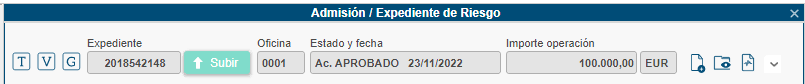 Admisión / Expediente de Riesgo
Expediente Oficina Estado y fecha Importe operación
T V G 2018542148 Subir 0001 Ac. APROBADO 23/11/2022 100.000,00 EUR